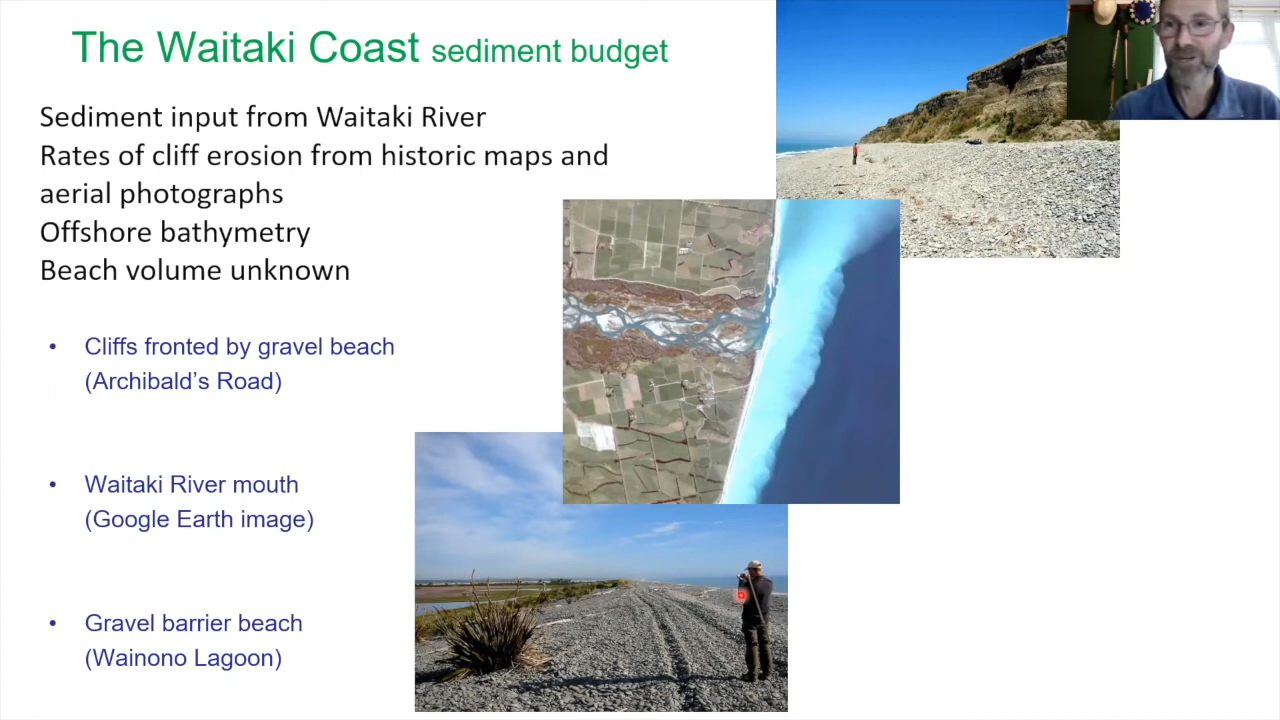 The Waitaki Coast sediment budget
Sediment input from Waitaki River
Rates of cliff erosion from historic maps and
aerial photographs
Offshore bathymetry
Beach volume unknown
• Cliffs fronted by gravel beach
(Archibald’s Road)
• Waitaki River mouth
(Google Earth image)
• Gravel barrier beach
(Wainono Lagoon)